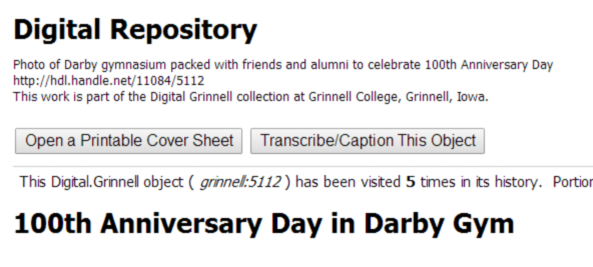 Digital Repository
Photo of Darby gymnasium packed with friends and alumni to celebrate 100th Anniversary Day
http://hdl.handle.net/11084/5112
This work is part of the Digital Grinnell collection at Grinnell College, Grinnell, Iowa.
Open a Printable Cover Sheet Transcribe/Caption This Object
This Digital.Grinnell object ( grinnell:5112 ) has been visited 5 times in its history. Portion
100th Anniversary Day in Darby Gym